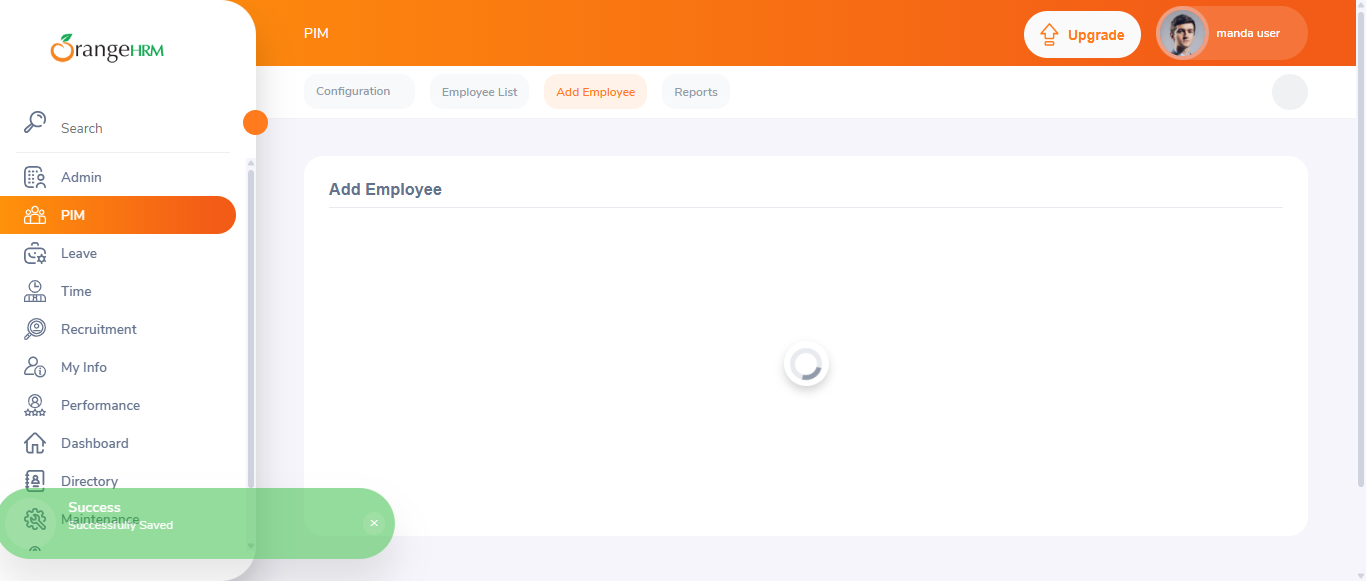 OrangeHRM
PIM
Upgrade
manda user
Configuration
Employee List
Add Employee
Reports
Search
Admin
PIM
Leave
Time
Recruitment
My Info
Performance
Dashboard
Directory
Maintenance
Add Employee
Success
Successfully Saved
×